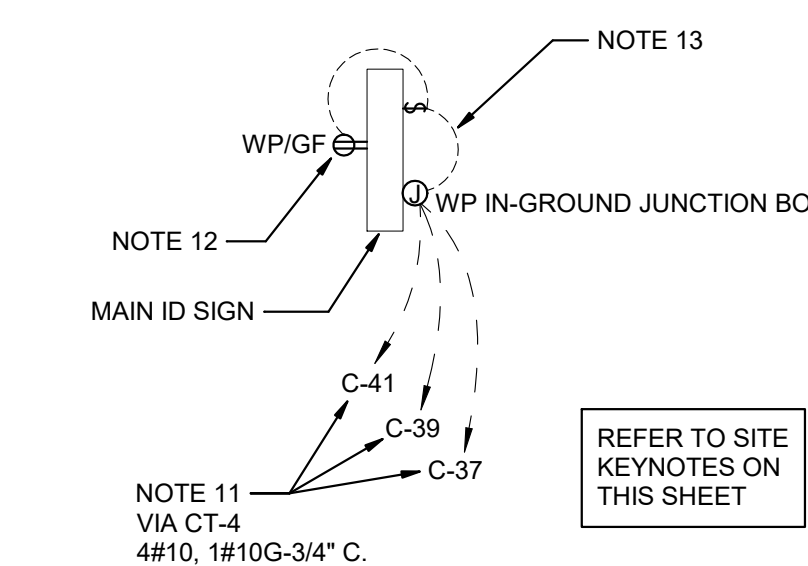 NOTE 13
WP/GF
$
J
WP IN-GROUND JUNCTION BO
NOTE 12
MAIN ID SIGN
C-41
C-39
C-37
NOTE 11
VIA CT-4
4#10, 1#10G-3/4" C.
REFER TO SITE
KEYNOTES ON
THIS SHEET